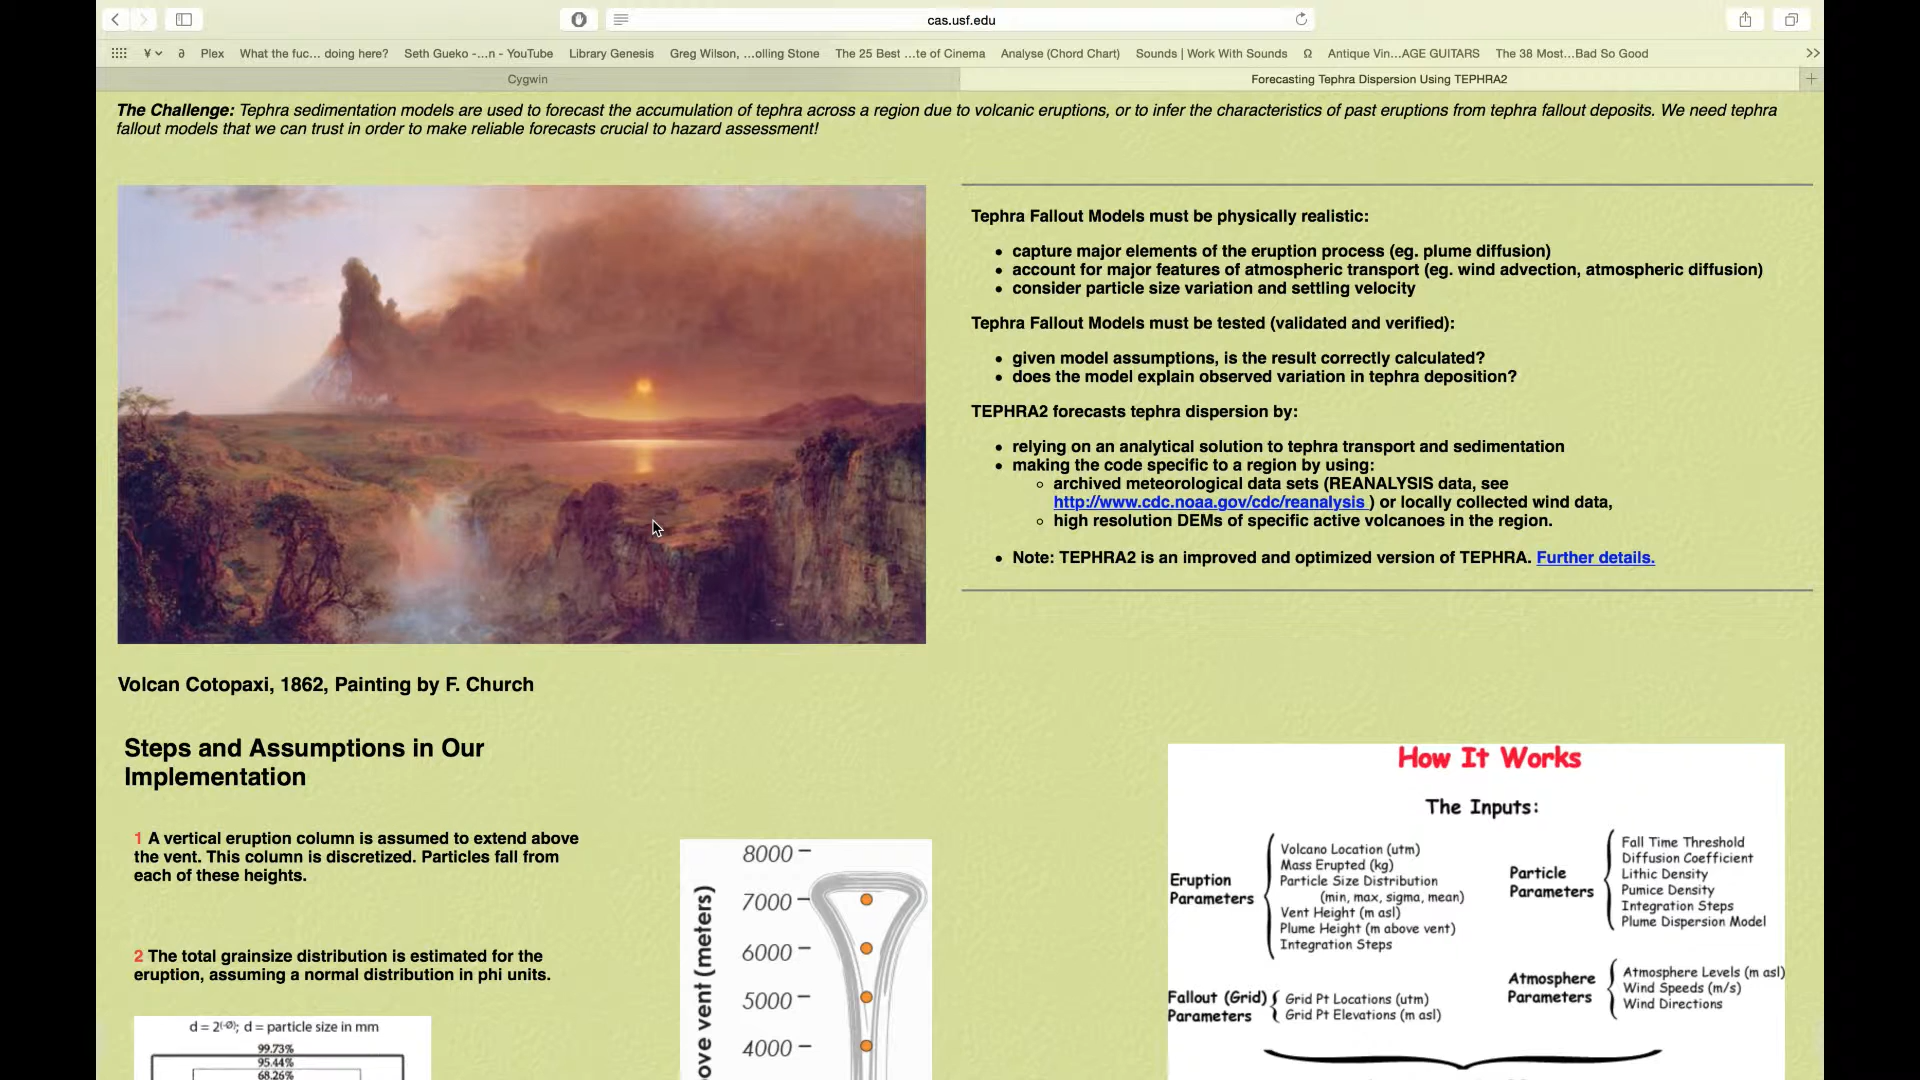 cas.usf.edu
¥
∂
Plex
What the fuc... doing here?
Seth Gueko -...n - YouTube
Library Genesis
Greg Wilson, ...olling Stone
The 25 Best ...te of Cinema
Analyse (Chord Chart)
Sounds | Work With Sounds
Ω
Antique Vin...AGE GUITARS
The 38 Most...Bad So Good
Cygwin
Forecasting Tephra Dispersion Using TEPHRA2
The Challenge: Tephra sedimentation models are used to forecast the accumulation of tephra across a region due to volcanic eruptions, or to infer the characteristics of past eruptions from tephra fallout deposits. We need tephra
fallout models that we can trust in order to make reliable forecasts crucial to hazard assessment!
Tephra Fallout Models must be physically realistic:
• capture major elements of the eruption process (eg. plume diffusion)
• account for major features of atmospheric transport (eg. wind advection, atmospheric diffusion)
• consider particle size variation and settling velocity
Tephra Fallout Models must be tested (validated and verified):
• given model assumptions, is the result correctly calculated?
• does the model explain observed variation in tephra deposition?
TEPHRA2 forecasts tephra dispersion by:
• relying on an analytical solution to tephra transport and sedimentation
• making the code specific to a region by using:
◦ archived meteorological data sets (REANALYSIS data, see
http://www.cdc.noaa.gov/cdc/reanalysis ) or locally collected wind data,
◦ high resolution DEMs of specific active volcanoes in the region.
• Note: TEPHRA2 is an improved and optimized version of TEPHRA. Further details.
Volcan Cotopaxi, 1862, Painting by F. Church
Steps and Assumptions in Our
Implementation
1 A vertical eruption column is assumed to extend above
the vent. This column is discretized. Particles fall from
each of these heights.
2 The total grainsize distribution is estimated for the
eruption, assuming a normal distribution in phi units.
d = 2^(-Ø); d = particle size in mm
99.73%
95.44%
68.26%
8000
7000
6000
5000
4000
ove vent (meters)
How It Works
The Inputs:
Eruption
Parameters
Volcano Location (utm)
Mass Erupted (kg)
Particle Size Distribution
(min, max, sigma, mean)
Vent Height (m asl)
Plume Height (m above vent)
Integration Steps
Particle
Parameters
Fall Time Threshold
Diffusion Coefficient
Lithic Density
Pumice Density
Integration Steps
Plume Dispersion Model
Fallout (Grid)
Parameters
Grid Pt Locations (utm)
Grid Pt Elevations (m asl)
Atmosphere
Parameters
Atmosphere Levels (m asl)
Wind Speeds (m/s)
Wind Directions